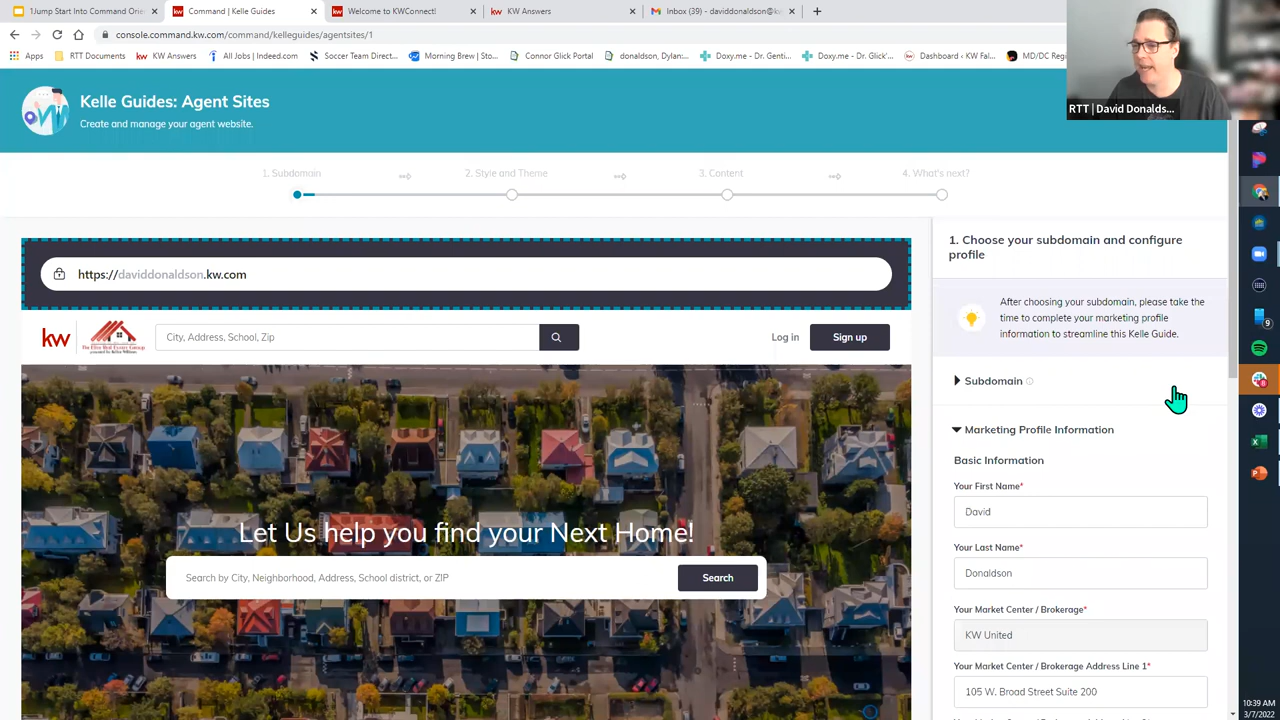 1Jump Start Into Command Orie
Command | Kelle Guides
Welcome to KWConnect!
KW Answers
Inbox (39) - daviddonaldson@k
console.command.kw.com/command/kelleguides/agentsites/1
Apps
RTT Documents
KW Answers
All Jobs | Indeed.com
Soccer Team Direct...
Morning Brew | Sto...
Connor Glick Portal
donaldson, Dylan:...
Doxy.me - Dr. Genti...
Doxy.me - Dr. Glick'...
Dashboard ‹ KW Fal...
MD/DC Reg
RTT | David Donalds...
Kelle Guides: Agent Sites
Create and manage your agent website.
1. Subdomain
2. Style and Theme
3. Content
4. What's next?
https://daviddonaldson.kw.com
kw
City, Address, School, Zip
Log in
Sign up
Let Us help you find your Next Home!
Search by City, Neighborhood, Address, School district, or ZIP
Search
1. Choose your subdomain and configure
profile
After choosing your subdomain, please take the
time to complete your marketing profile
information to streamline this Kelle Guide.
Subdomain
Marketing Profile Information
Basic Information
Your First Name*
David
Your Last Name*
Donaldson
Your Market Center / Brokerage*
KW United
Your Market Center / Brokerage Address Line 1*
105 W. Broad Street Suite 200
9
10:39 AM
3/7/2022